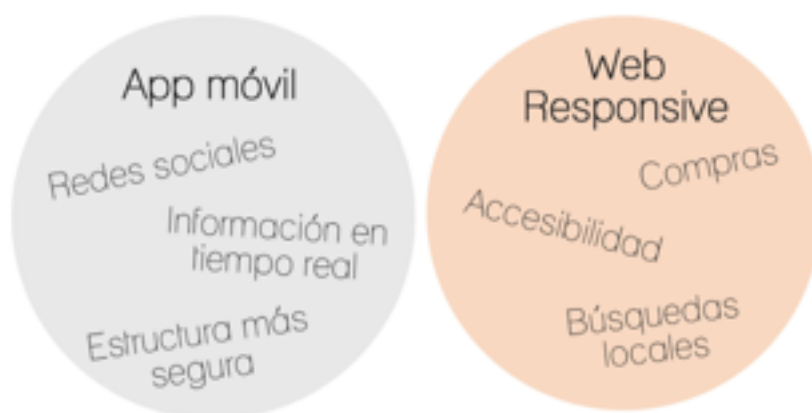 App móvil
Redes sociales
Información en
tiempo real
Estructura más
segura
Web
Responsive
Compras
Accesibilidad
Búsquedas
locales